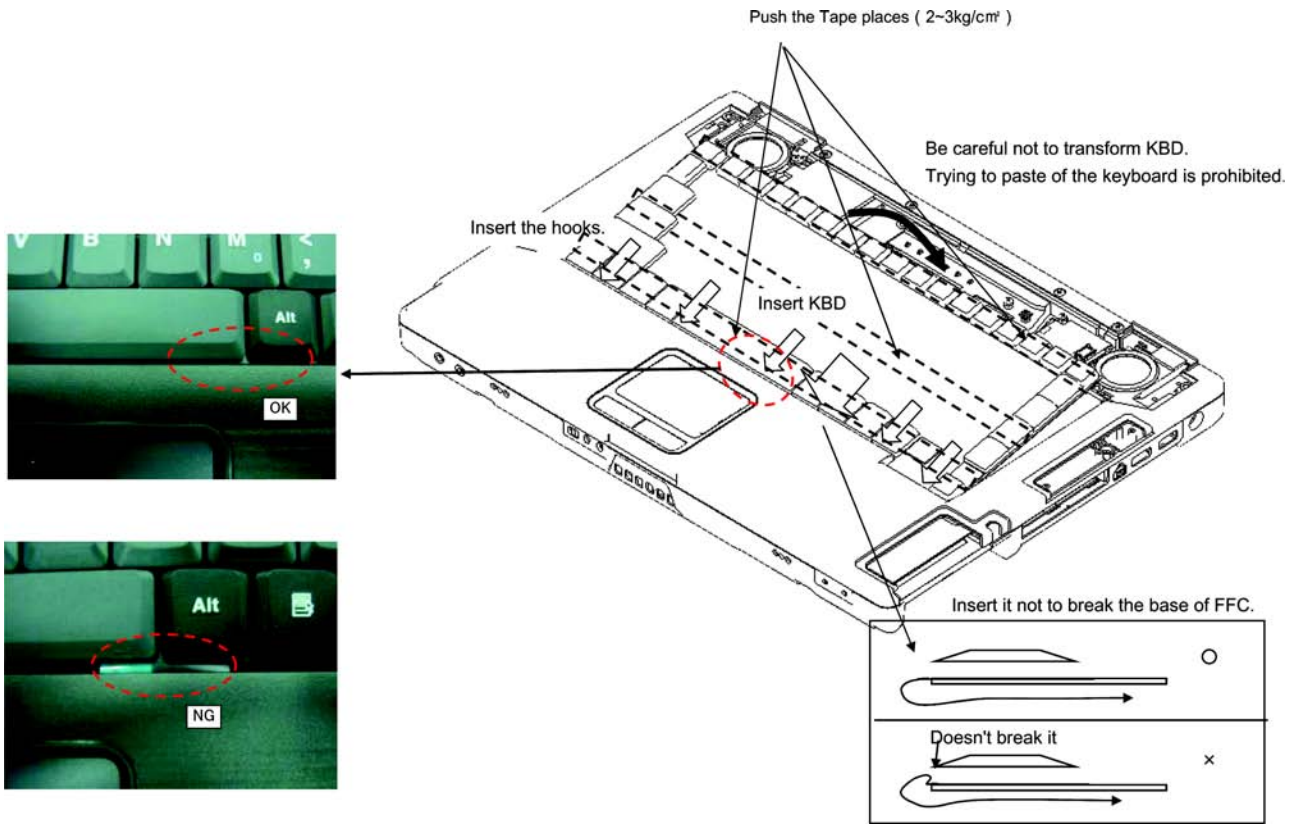 Push the Tape places ( 2~3kg/cm² )
Be careful not to transform KBD.
Trying to paste of the keyboard is prohibited.
Insert the hooks.
Insert KBD
V B N M <
,
Alt
OK
Alt
NG
Insert it not to break the base of FFC.
○
Doesn't break it
×